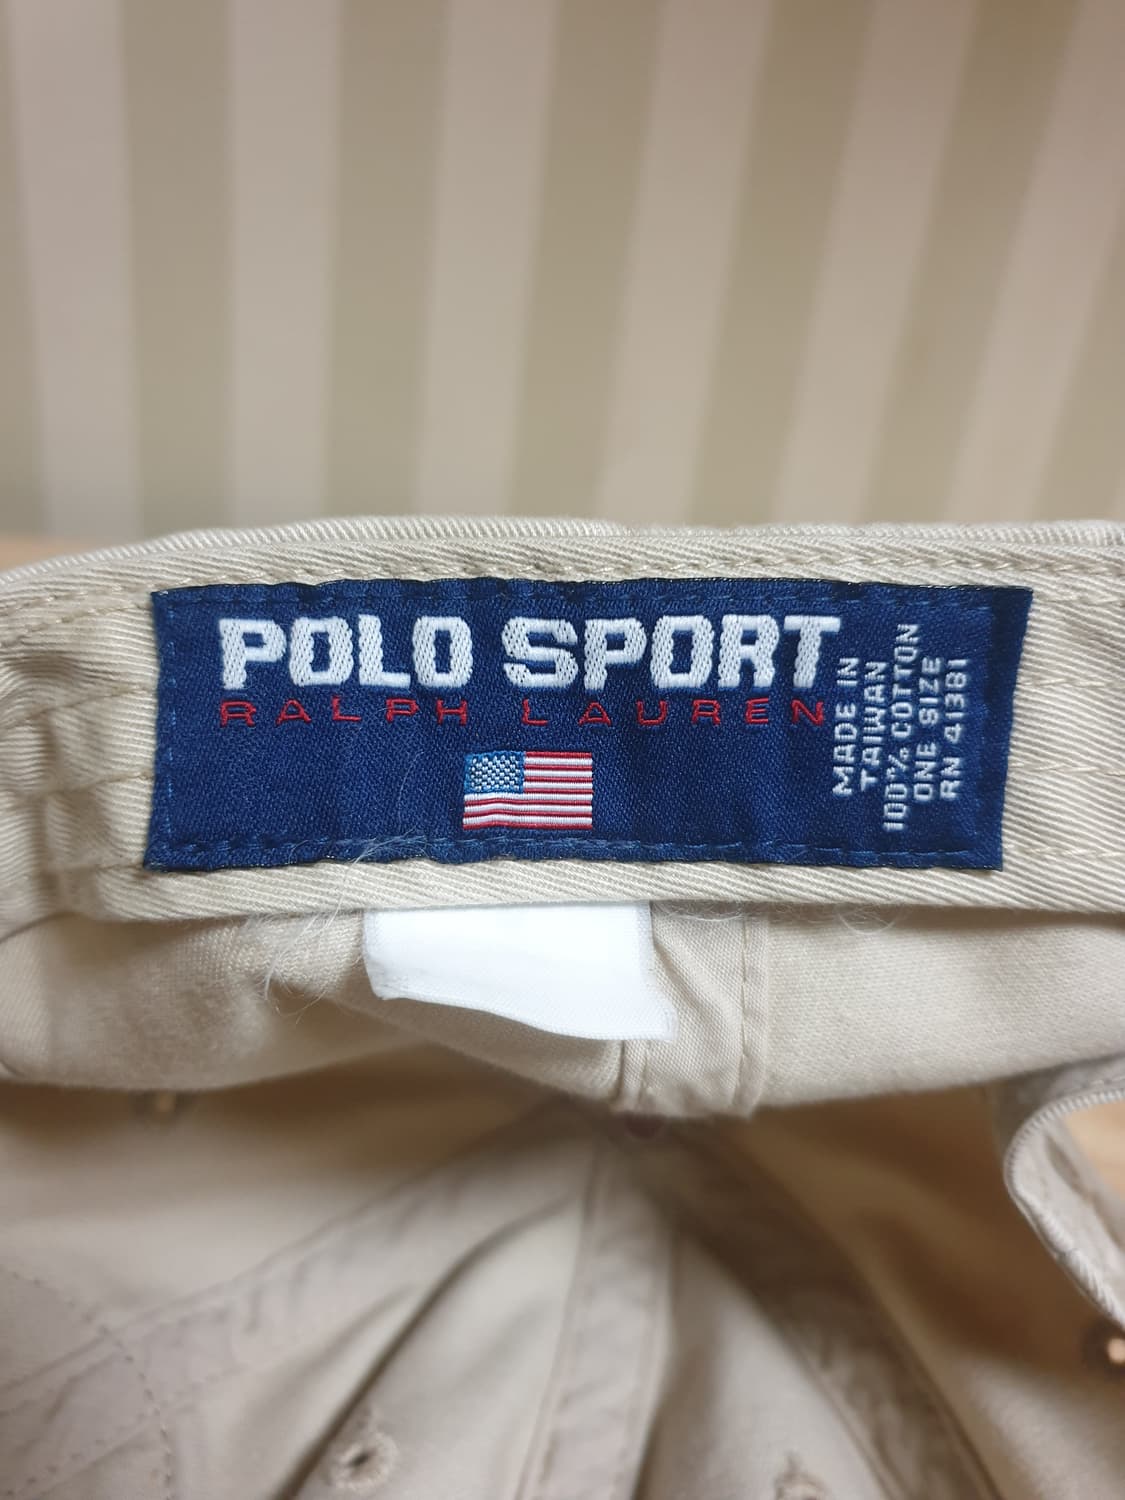 POLO SPORT
RALPH LAUREN
MADE IN
TAIWAN
100% COTTON
ONE SIZE
RN 41381